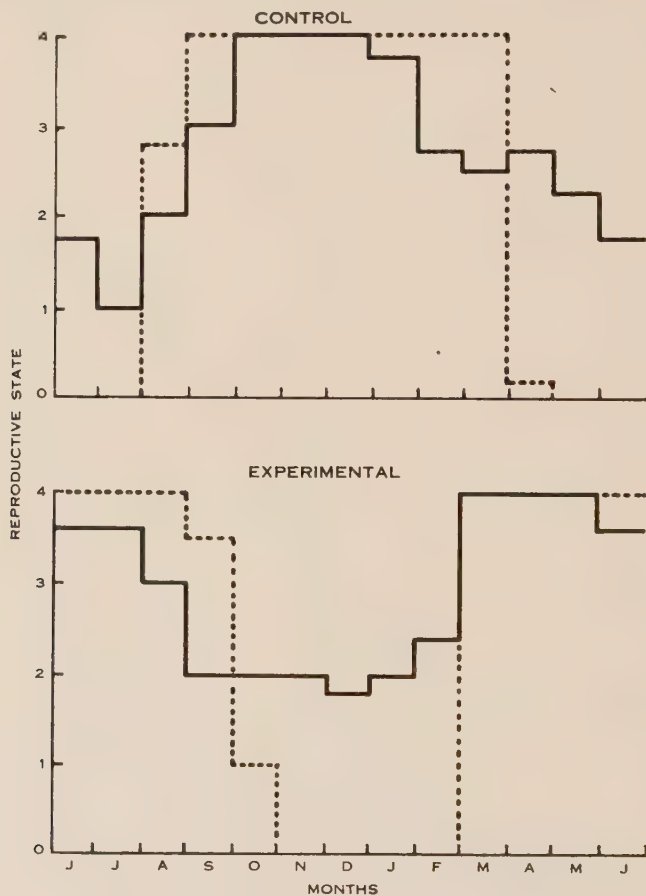 CONTROL
4
3
2
1
0
REPRODUCTIVE STATE
EXPERIMENTAL
4
3
2
1
0
J J A S O N D J F M A M J
MONTHS